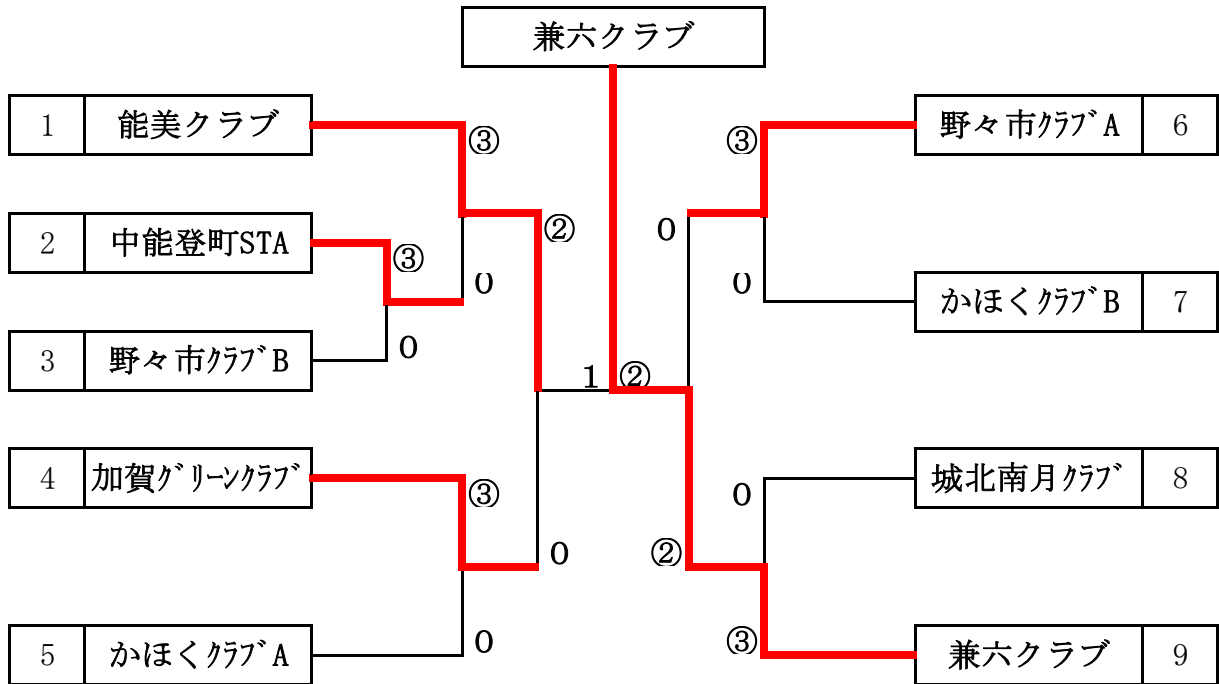 兼六クラブ
1 能美クラブ
③
③
野々市ｸﾗﾌﾞA 6
2 中能登町STA
③
②
0
0
0
かほくｸﾗﾌﾞB 7
3 野々市ｸﾗﾌﾞB
0
1 ②
4 加賀ｸﾞﾘｰﾝｸﾗﾌﾞ
③
0
城北南月ｸﾗﾌﾞ 8
0
②
5 かほくｸﾗﾌﾞA
0
③
兼六クラブ 9